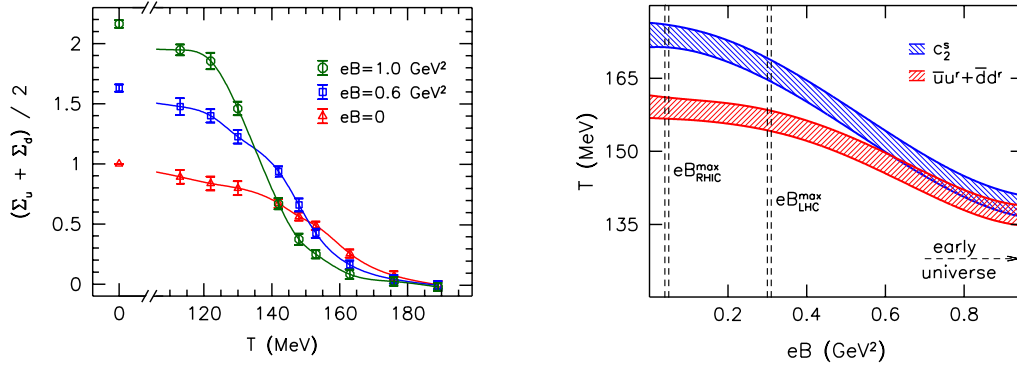 (Σᵤ + Σ_d) / 2
2
1.5
1
0.5
0
eB=1.0 GeV²
eB=0.6 GeV²
eB=0
0 120 140 160 180
T (MeV)
T (MeV)
165
150
135
c₂ˢ
u̅uʳ+d̅dʳ
eB_RHIC^max
eB_LHC^max
early
universe
0.2 0.4 0.6 0.8
eB (GeV²)